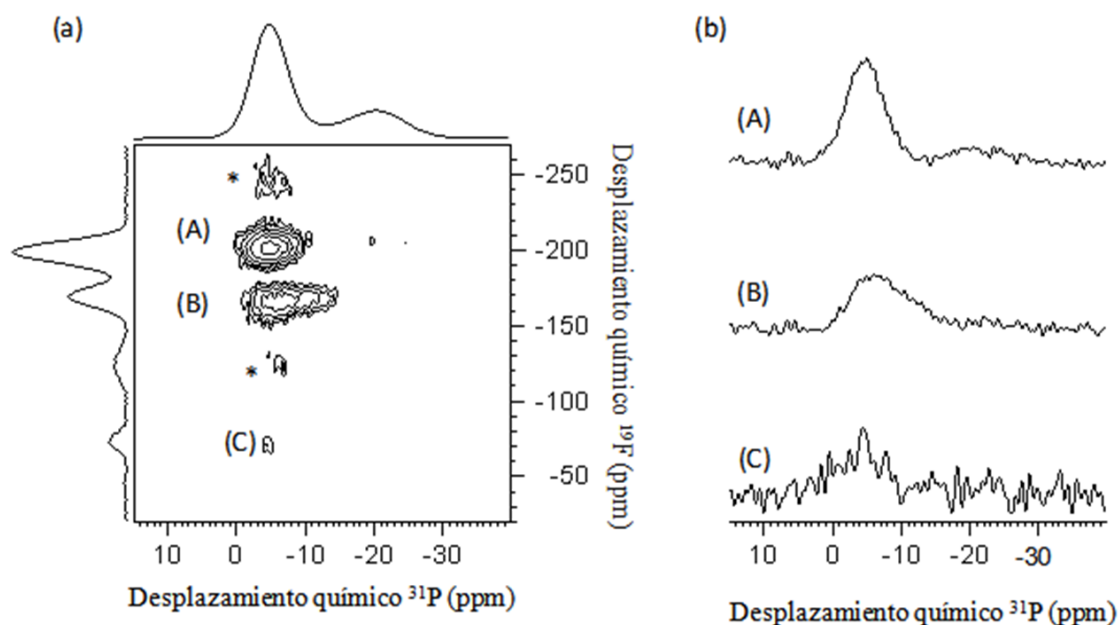 (a)
(A)
(B)
(C)
*
*
-250
-200
-150
-100
-50
Desplazamiento químico ¹⁹F (ppm)
10 0 -10 -20 -30
Desplazamiento químico ³¹P (ppm)
(b)
(A)
(B)
(C)
10 0 -10 -20 -30
Desplazamiento químico ³¹P (ppm)